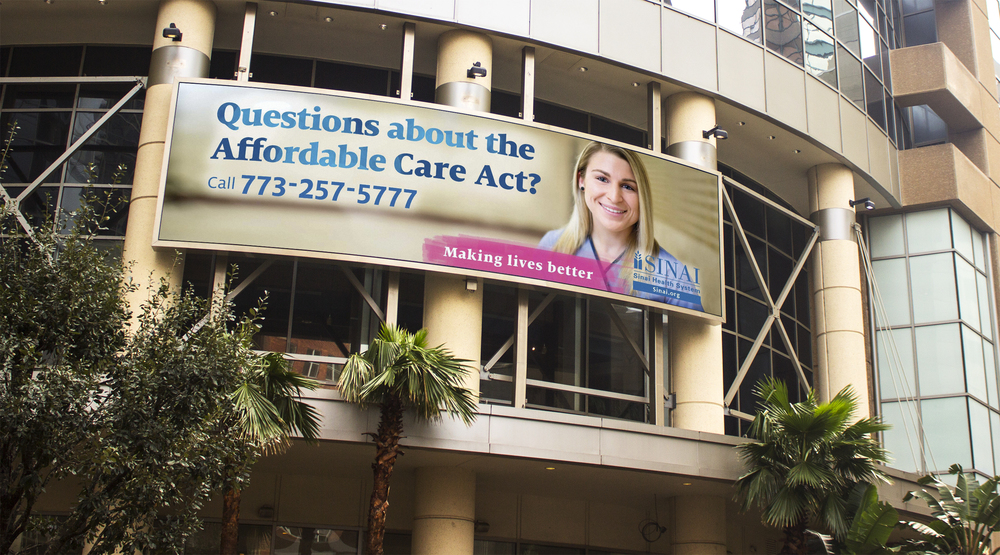 Questions about the
Affordable Care Act?
Call 773-257-5777
Making lives better
SINAI
Sinai Health System
Sinai.org